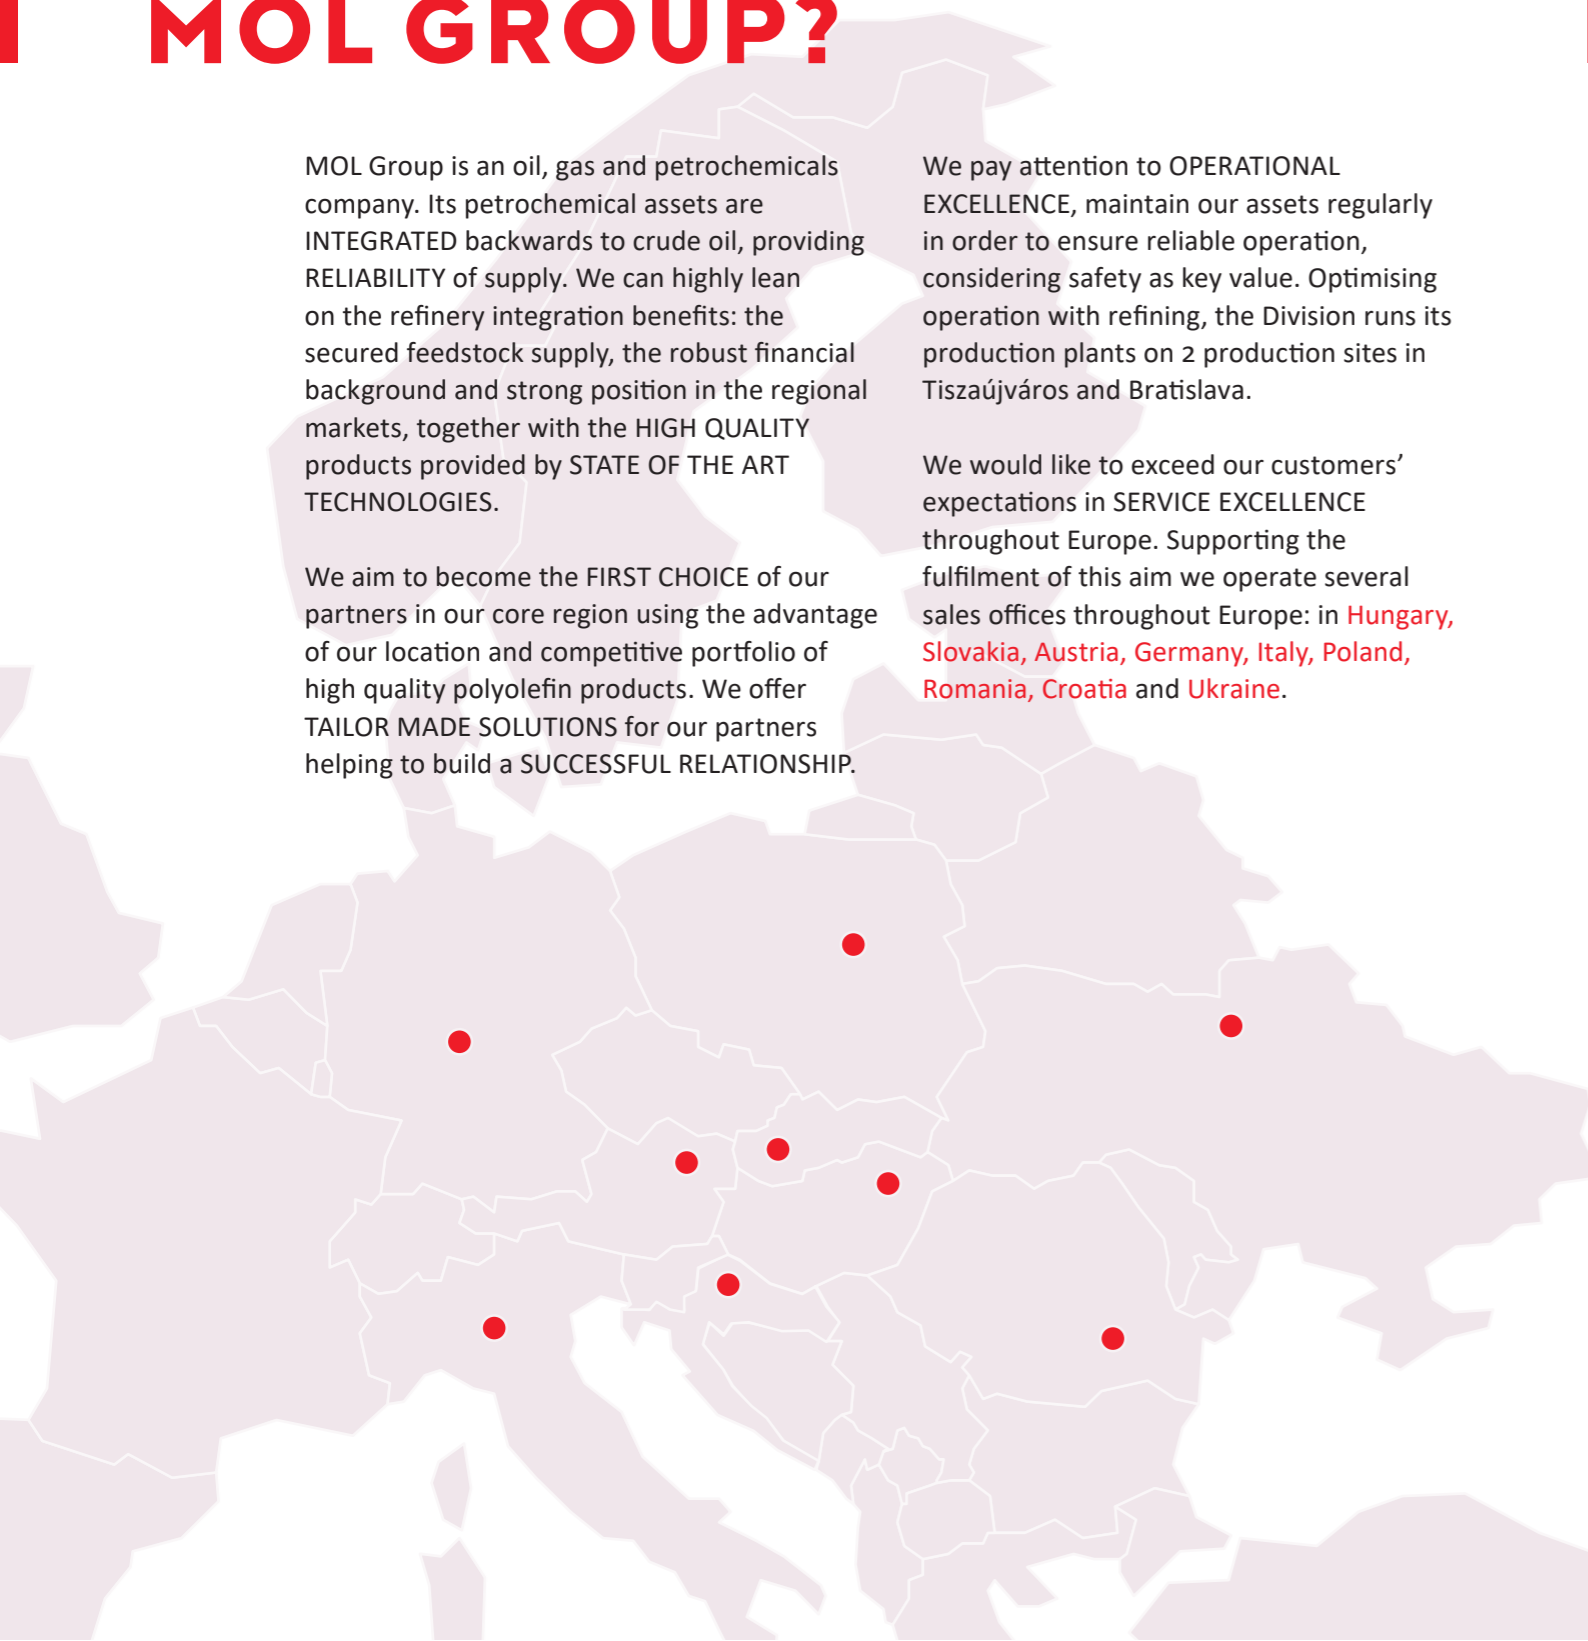 MOL GROUP?
MOL Group is an oil, gas and petrochemicals
company. Its petrochemical assets are
INTEGRATED backwards to crude oil, providing
RELIABILITY of supply. We can highly lean
on the refinery integration benefits: the
secured feedstock supply, the robust financial
background and strong position in the regional
markets, together with the HIGH QUALITY
products provided by STATE OF THE ART
TECHNOLOGIES.
We aim to become the FIRST CHOICE of our
partners in our core region using the advantage
of our location and competitive portfolio of
high quality polyolefin products. We offer
TAILOR MADE SOLUTIONS for our partners
helping to build a SUCCESSFUL RELATIONSHIP.
We pay attention to OPERATIONAL
EXCELLENCE, maintain our assets regularly
in order to ensure reliable operation,
considering safety as key value. Optimising
operation with refining, the Division runs its
production plants on 2 production sites in
Tiszaújváros and Bratislava.
We would like to exceed our customers’
expectations in SERVICE EXCELLENCE
throughout Europe. Supporting the
fulfilment of this aim we operate several
sales offices throughout Europe: in Hungary,
Slovakia, Austria, Germany, Italy, Poland,
Romania, Croatia and Ukraine.